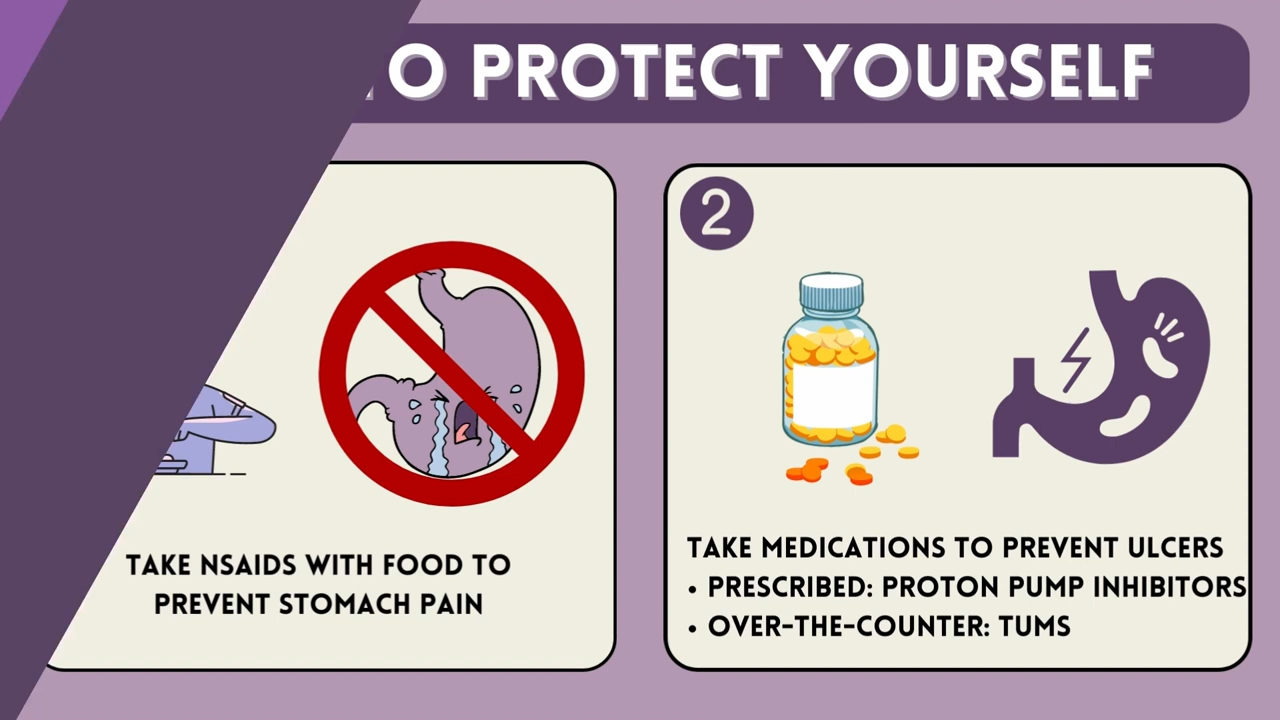 TO PROTECT YOURSELF
2
TAKE NSAIDS WITH FOOD TO
PREVENT STOMACH PAIN
TAKE MEDICATIONS TO PREVENT ULCERS
• PRESCRIBED: PROTON PUMP INHIBITORS
• OVER-THE-COUNTER: TUMS